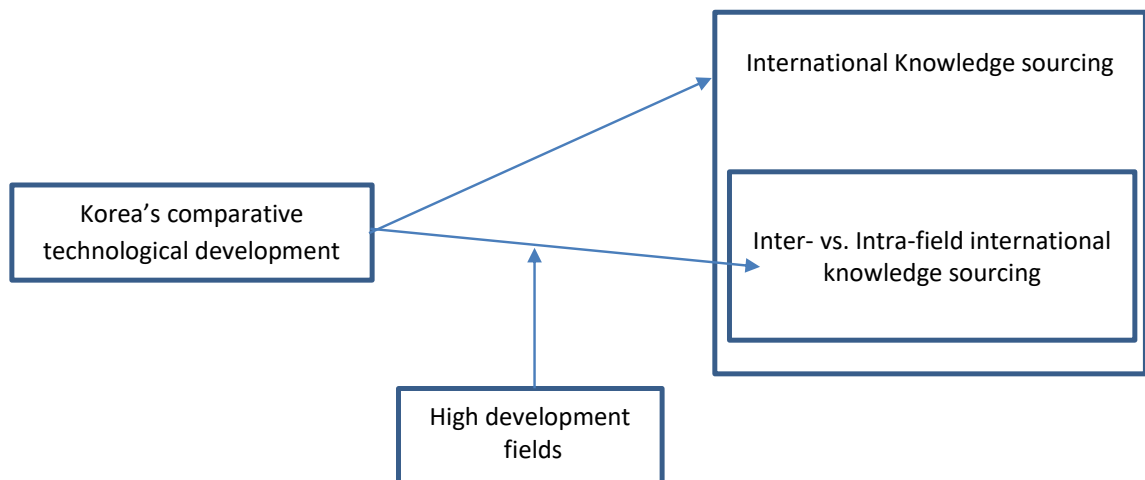 International Knowledge sourcing
Korea’s comparative
technological development
Inter- vs. Intra-field international
knowledge sourcing
High development
fields